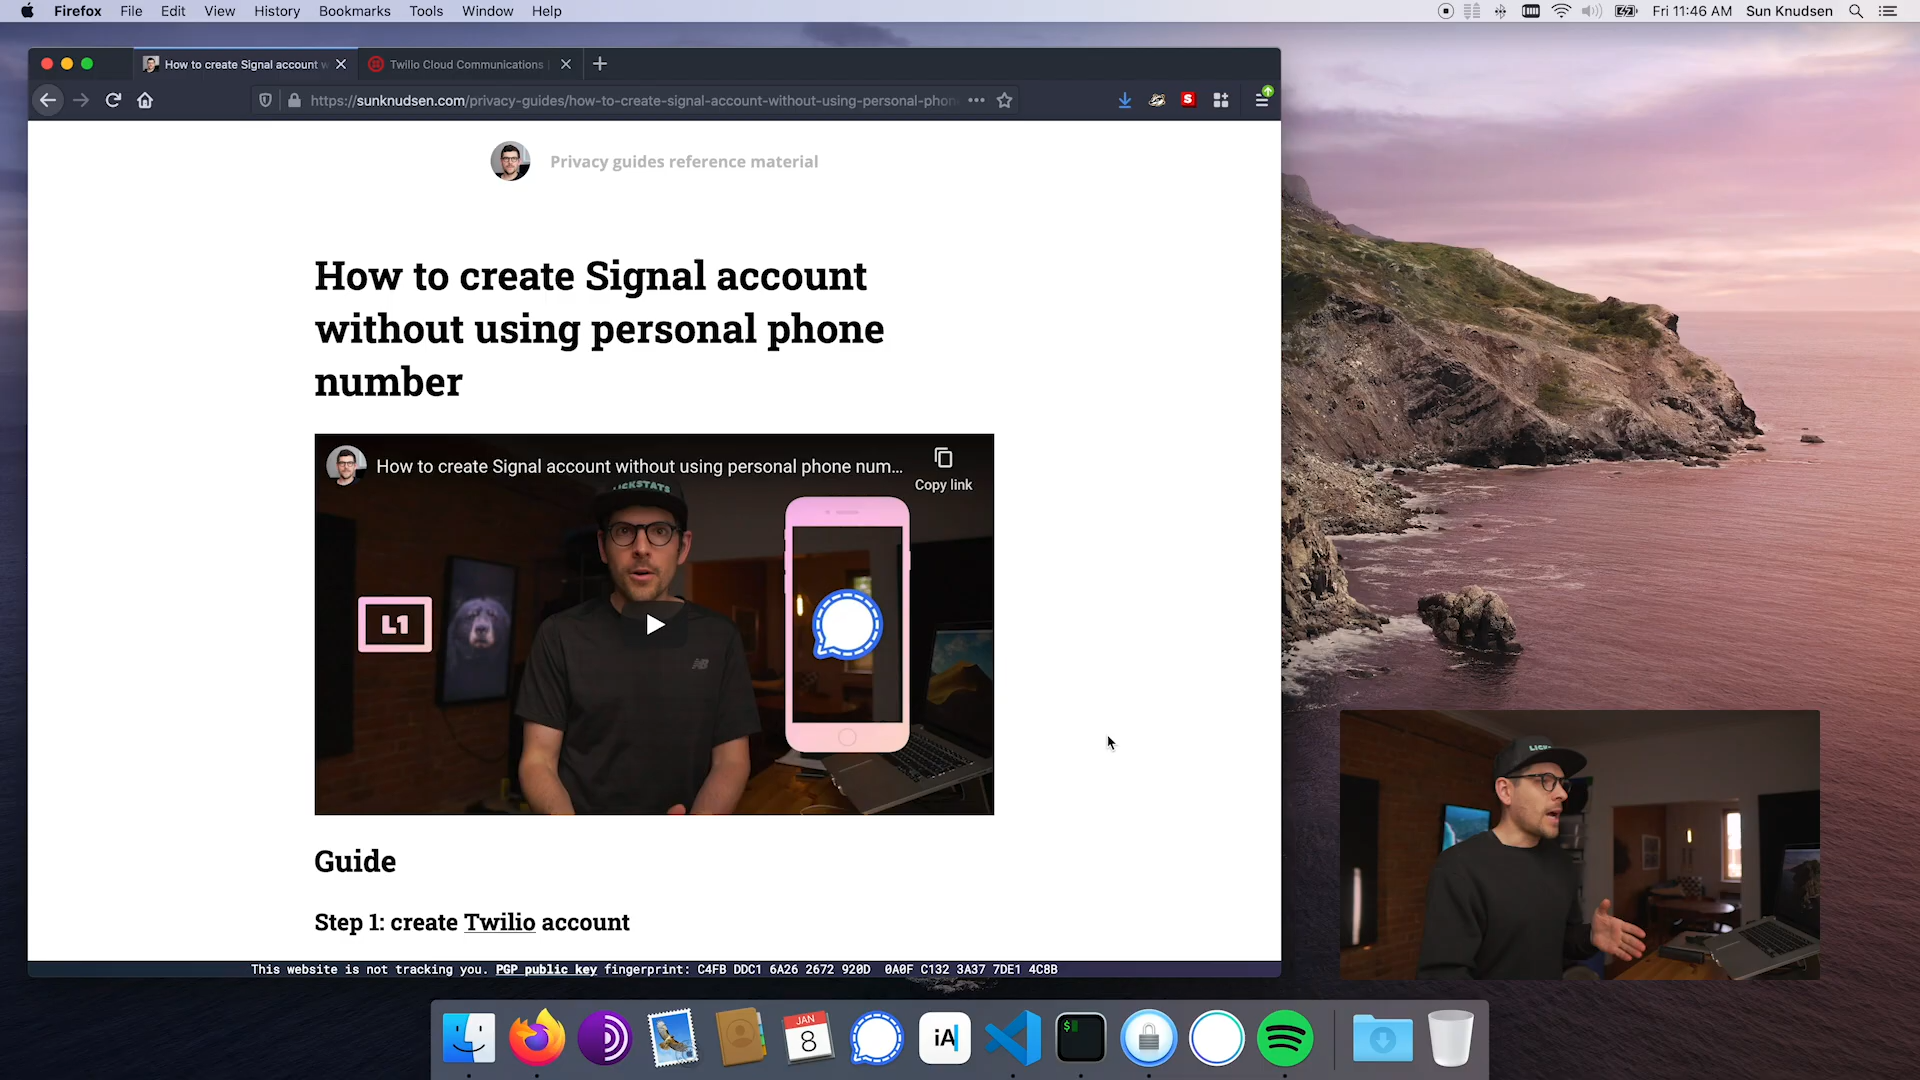 Firefox File Edit View History Bookmarks Tools Window Help Fri 11:46 AM Sun Knudsen
How to create Signal account w Twilio Cloud Communications
https://sunknudsen.com/privacy-guides/how-to-create-signal-account-without-using-personal-phon
S
Privacy guides reference material
How to create Signal account
without using personal phone
number
How to create Signal account without using personal phone num...
Copy link
LICKSTATS
L1
Guide
Step 1: create Twilio account
This website is not tracking you. PGP public key fingerprint: C4FB DDC1 6A26 2672 920D 0A0F C132 3A37 7DE1 4C8B
JAN
8
iA
$